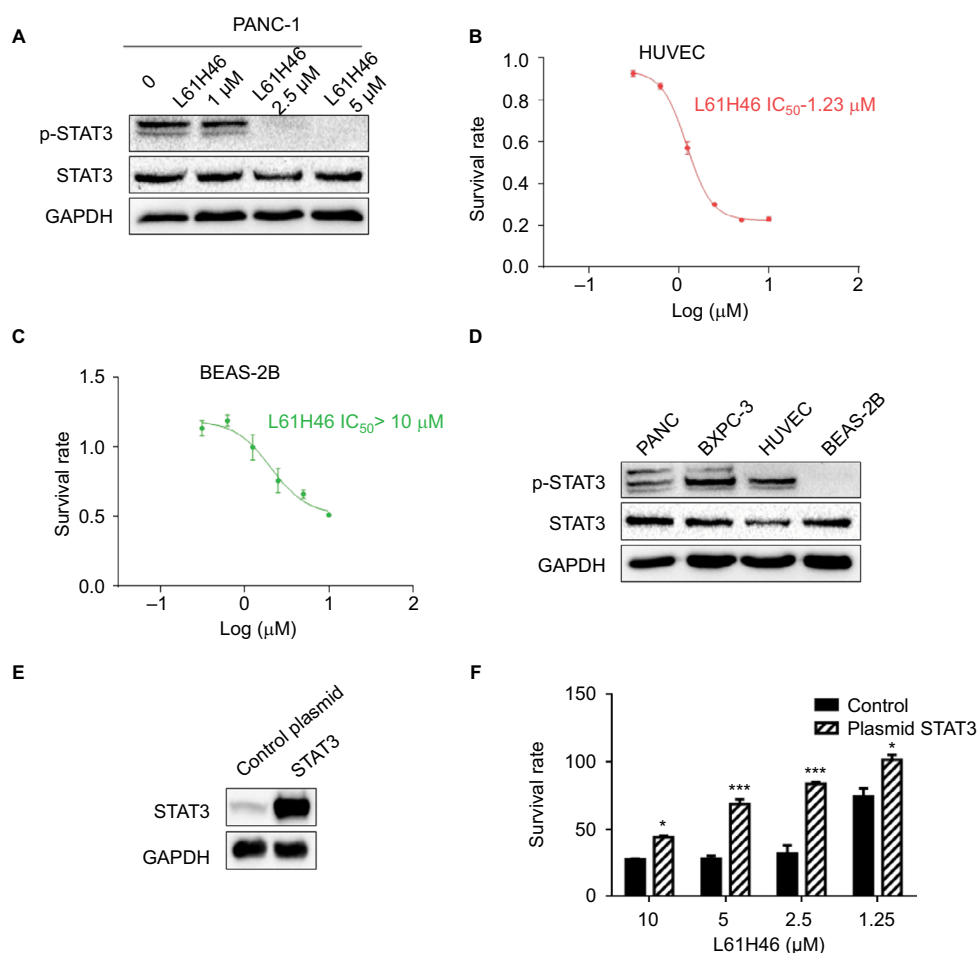 A
PANC-1
0
L61H46
1 µM
L61H46
2.5 µM
L61H46
5 µM
p-STAT3
STAT3
GAPDH
B
HUVEC
L61H46 IC50-1.23 µM
Survival rate
1.0
0.8
0.6
0.4
0.2
0.0
–1
0
1
2
Log (µM)
C
BEAS-2B
L61H46 IC50> 10 µM
Survival rate
1.5
1.0
0.5
0.0
–1
0
1
2
Log (µM)
D
PANC
BXPC-3
HUVEC
BEAS-2B
p-STAT3
STAT3
GAPDH
E
Control plasmid
STAT3
STAT3
GAPDH
F
Control
Plasmid STAT3
Survival rate
150
100
50
0
*
***
***
*
10
5
2.5
1.25
L61H46 (µM)